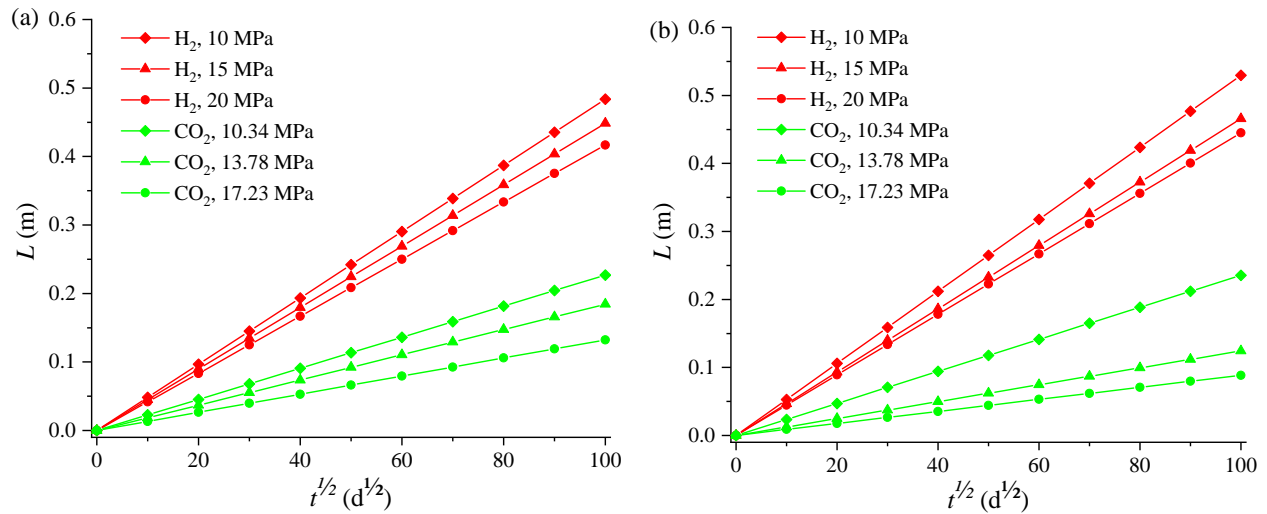 (a)
0.6
0.5
0.4
0.3
0.2
0.1
0.0
L (m)
H₂, 10 MPa
H₂, 15 MPa
H₂, 20 MPa
CO₂, 10.34 MPa
CO₂, 13.78 MPa
CO₂, 17.23 MPa
0 20 40 60 80 100
t^½ (d^½)
(b)
0.6
0.5
0.4
0.3
0.2
0.1
0.0
L (m)
H₂, 10 MPa
H₂, 15 MPa
H₂, 20 MPa
CO₂, 10.34 MPa
CO₂, 13.78 MPa
CO₂, 17.23 MPa
0 20 40 60 80 100
t^½ (d^½)